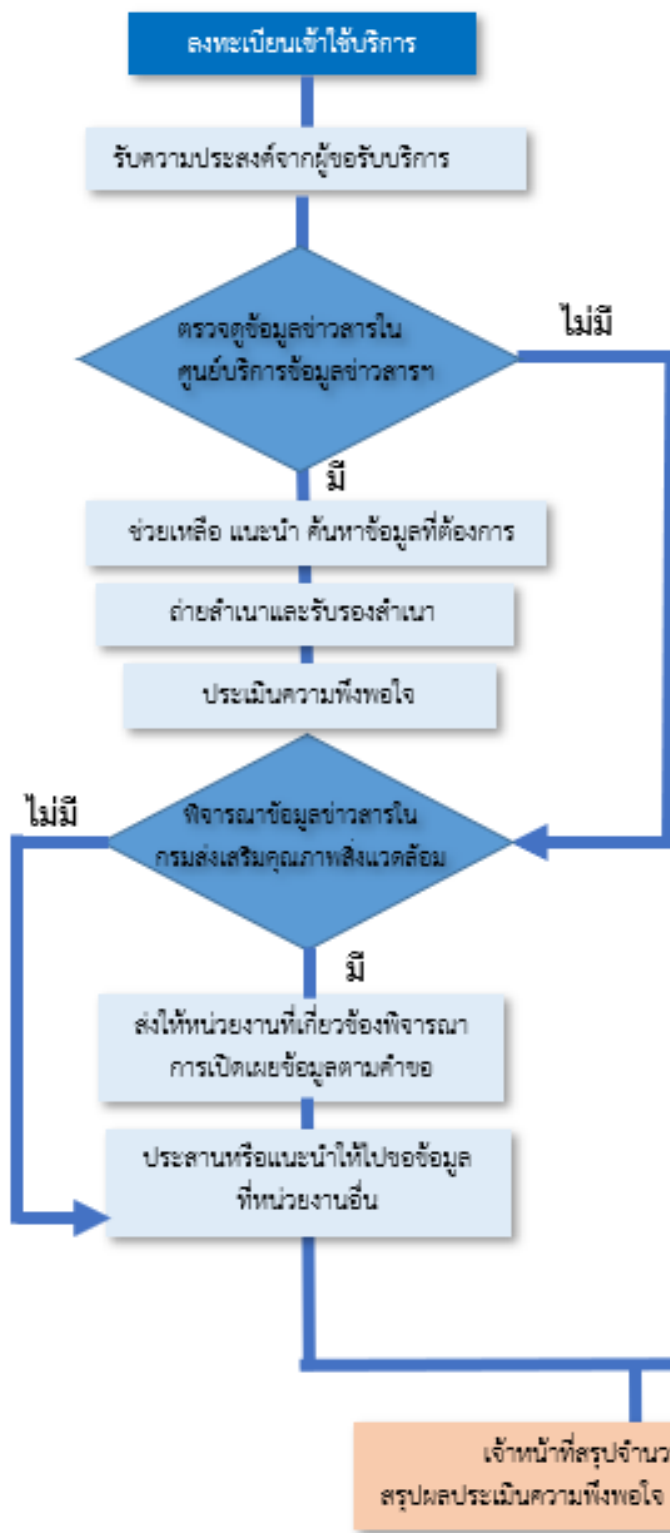 ลงทะเบียนเข้าใช้บริการ
รับความประสงค์จากผู้ขอรับบริการ
ตรวจดูข้อมูลข่าวสารใน
ศูนย์บริการข้อมูลข่าวสารฯ
ไม่มี
มี
ช่วยเหลือ แนะนำ ค้นหาข้อมูลที่ต้องการ
ถ่ายสำเนาและรับรองสำเนา
ประเมินความพึงพอใจ
ไม่มี
พิจารณาข้อมูลข่าวสารใน
กรมส่งเสริมคุณภาพสิ่งแวดล้อม
มี
ส่งให้หน่วยงานที่เกี่ยวข้องพิจารณา
การเปิดเผยข้อมูลตามคำขอ
ประสานหรือแนะนำให้ไปขอข้อมูล
ที่หน่วยงานอื่น
เจ้าหน้าที่สรุปจำนว
สรุปผลประเมินความพึงพอใจ